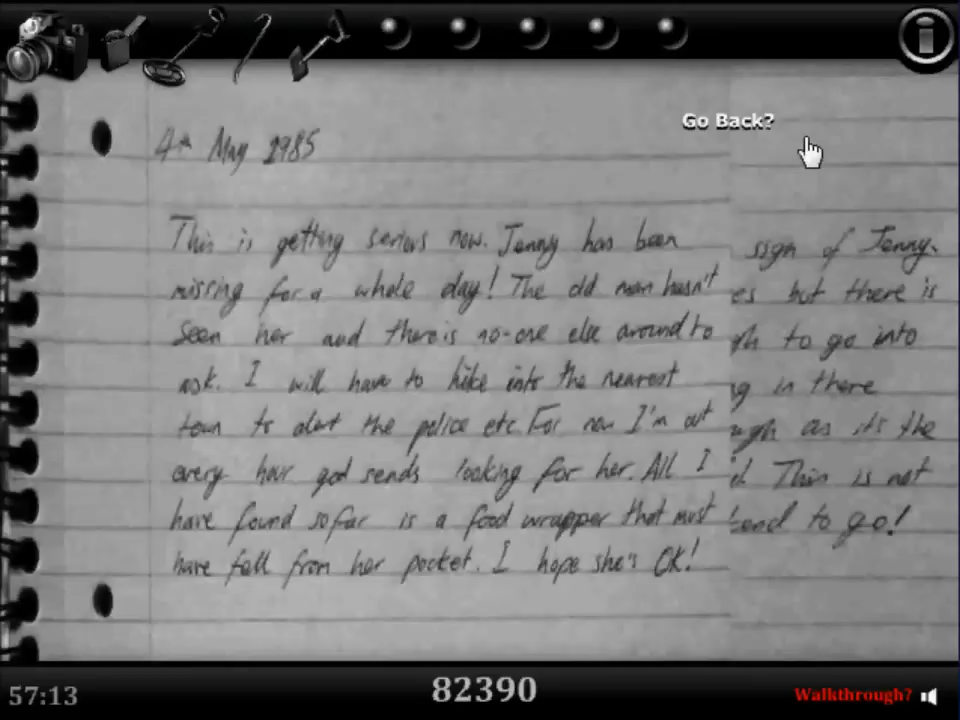 Go Back?
4th May 1985
This is getting serious now. Jenny has been
missing for a whole day! The old man hasn't
Seen her and there is no-one else around to
ask. I will have to hike into the nearest
town to alert the police etc. For now I'm out
every hour god sends looking for her. All I
have found so far is a food wrapper that must
have fell from her pocket. I hope she's OK!
sign of Jenny.
es but there is
gh to go into
g in there
ugh as it's the
d. This is not
tend to go!
57:13
82390
Walkthrough?